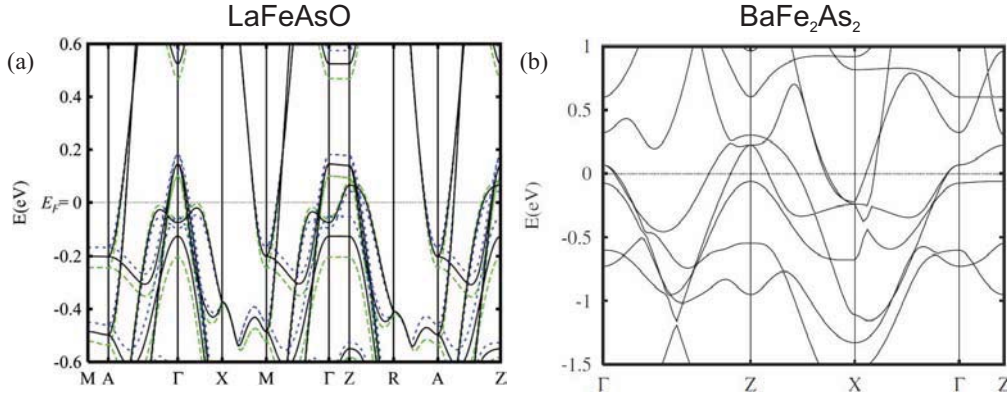 LaFeAsO
BaFe₂As₂
(a)
(b)
0.6
0.4
0.2
E_F= 0
-0.2
-0.4
-0.6
E(eV)
M A Γ X M Γ Z R A Z
1
0.5
0
-0.5
-1
-1.5
E(eV)
Γ Z X Γ Z